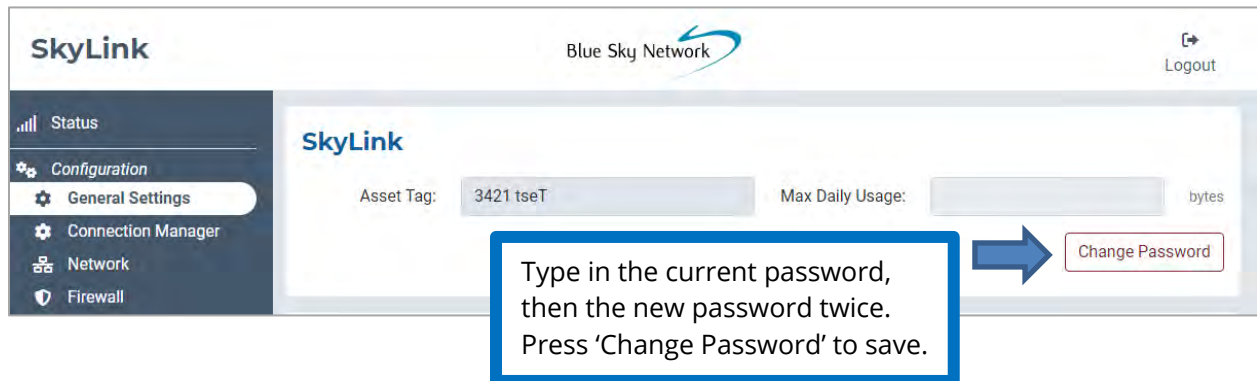 SkyLink
Blue Sky Network
Logout
Status
Configuration
General Settings
Connection Manager
Network
Firewall
SkyLink
Asset Tag: 3421 tseT Max Daily Usage: bytes
Change Password
Type in the current password,
then the new password twice.
Press ‘Change Password’ to save.